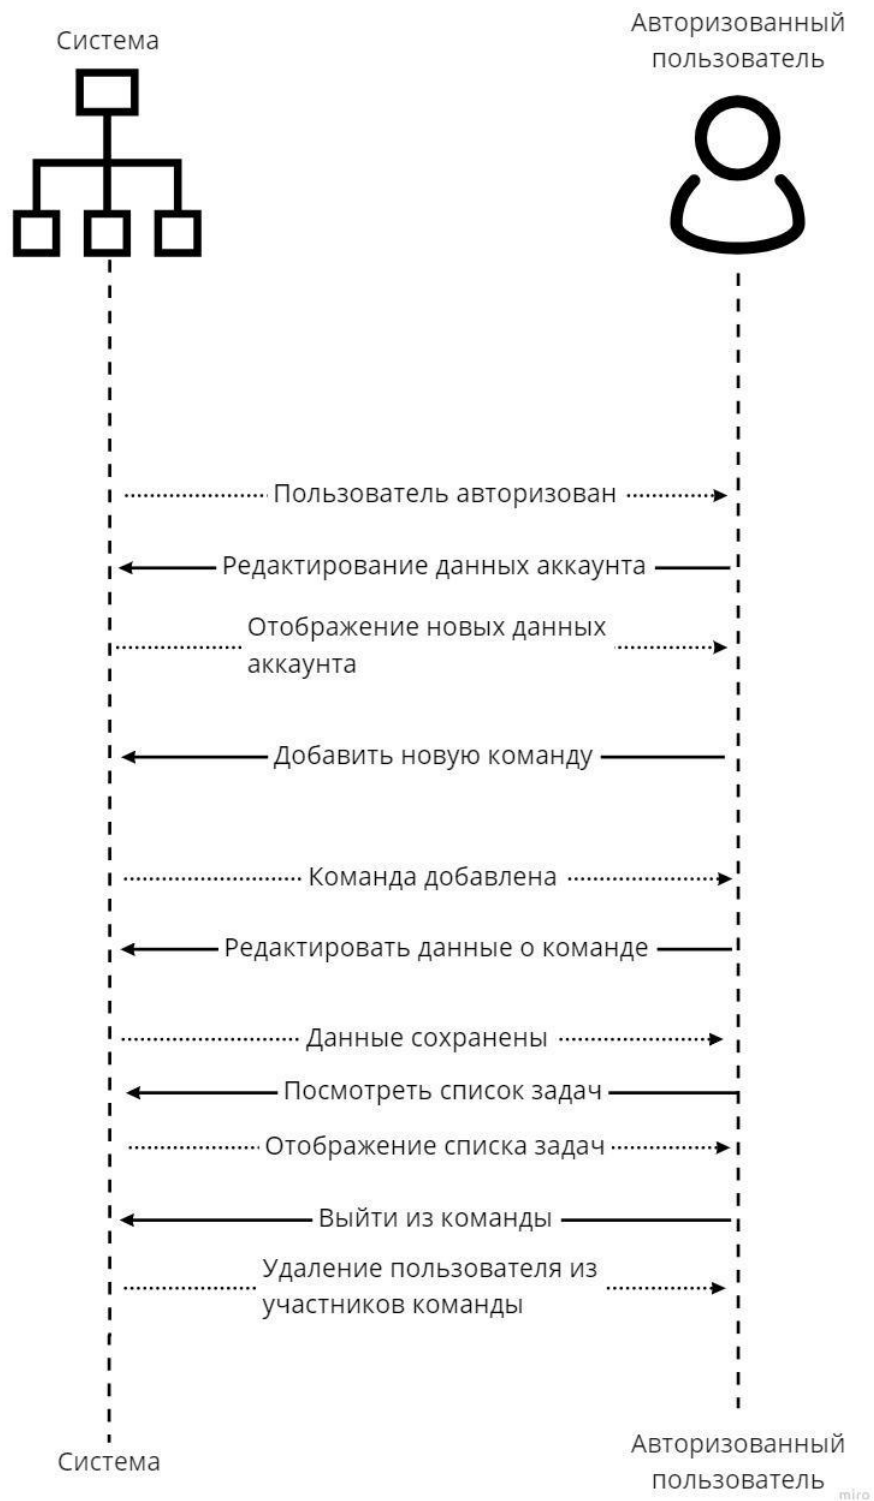 Система
Авторизованный
пользователь
Пользователь авторизован
Редактирование данных аккаунта
Отображение новых данных
аккаунта
Добавить новую команду
Команда добавлена
Редактировать данные о команде
Данные сохранены
Посмотреть список задач
Отображение списка задач
Выйти из команды
Удаление пользователя из
участников команды
Система
Авторизованный
пользователь
miro